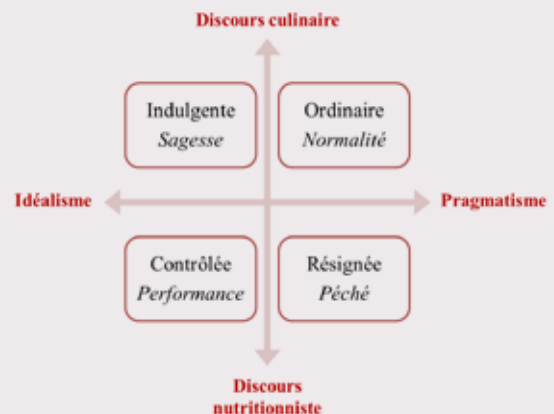 Discours culinaire
Indulgente
Sagesse
Ordinaire
Normalité
Idéalisme
Pragmatisme
Contrôlée
Performance
Résignée
Péché
Discours
nutritionniste